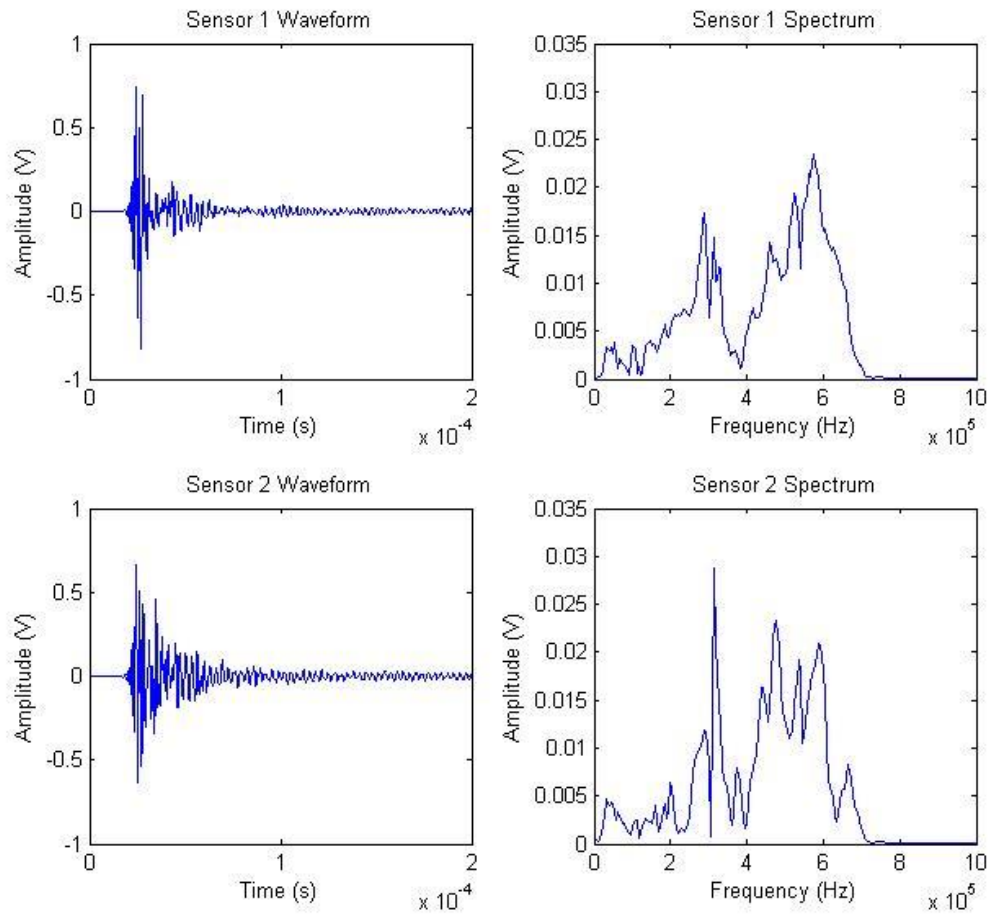 Sensor 1 Waveform
1
0.5
0
-0.5
-1
Amplitude (V)
0 1 2
Time (s)
x 10-4
Sensor 1 Spectrum
0.035
0.03
0.025
0.02
0.015
0.01
0.005
0
Amplitude (V)
0 2 4 6 8 10
Frequency (Hz)
x 10^5
Sensor 2 Waveform
1
0.5
0
-0.5
-1
Amplitude (V)
0 1 2
Time (s)
x 10-4
Sensor 2 Spectrum
0.035
0.03
0.025
0.02
0.015
0.01
0.005
0
Amplitude (V)
0 2 4 6 8 10
Frequency (Hz)
x 10^5